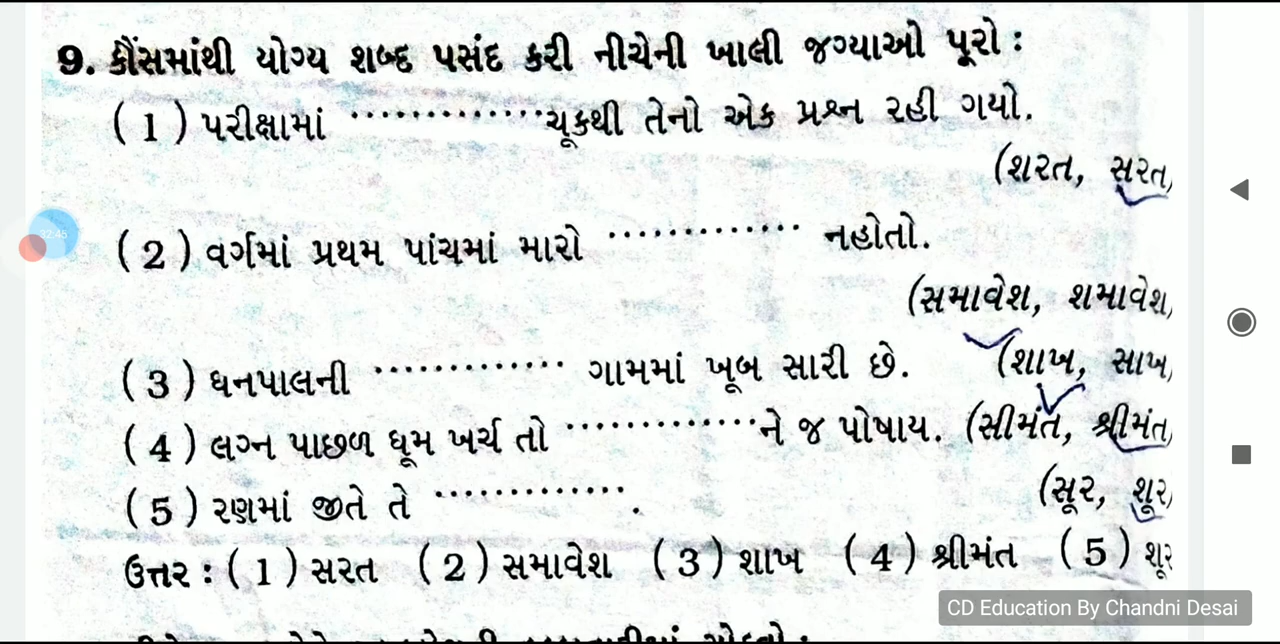 9. કૌંસમાંથી યોગ્ય શબ્દ પસંદ કરી નીચેની ખાલી જગ્યાઓ પૂરો :
( 1 ) પરીક્ષામાં ············· ચૂકથી તેનો એક પ્રશ્ન રહી ગયો.
(શરત, સરત)
32:45
( 2 ) વર્ગમાં પ્રથમ પાંચમાં મારો ············· નહોતો.
(સમાવેશ, શમાવેશ)
( 3 ) ધનપાલની ············· ગામમાં ખૂબ સારી છે. (શાખ, સાખ)
( 4 ) લગ્ન પાછળ ધૂમ ખર્ચ તો ·············ને જ પોષાય. (સીમંત, શ્રીમંત)
( 5 ) રણમાં જીતે તે ············· . (સૂર, શૂર)
ઉત્તર : ( 1 ) સરત ( 2 ) સમાવેશ ( 3 ) શાખ ( 4 ) શ્રીમંત ( 5 ) શૂર
CD Education By Chandni Desai